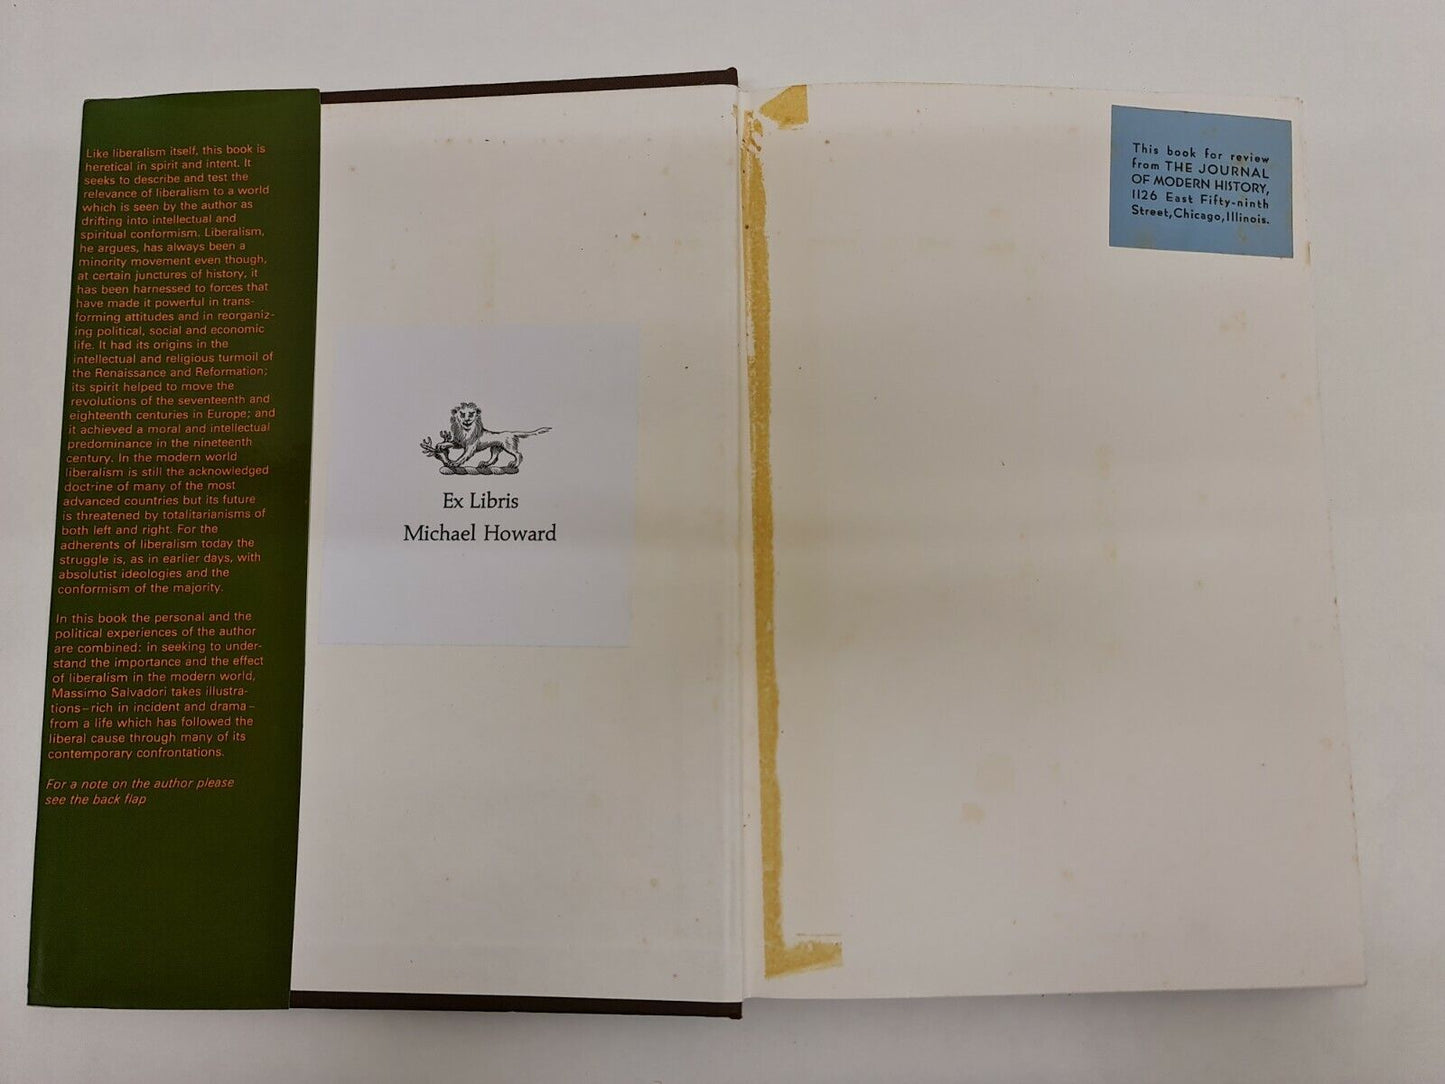 Like liberalism itself, this book is
heretical in spirit and intent. It
seeks to describe and test the
relevance of liberalism to a world
which is seen by the author as
drifting into intellectual and
spiritual conformism. Liberalism,
he argues, has always been a
minority movement even though,
at certain junctures of history, it
has been harnessed to forces that
have made it powerful in trans-
forming attitudes and in reorganiz-
ing political, social and economic
life. It had its origins in the
intellectual and religious turmoil of
the Renaissance and Reformation;
its spirit helped to move the
revolutions of the seventeenth and
eighteenth centuries in Europe; and
it achieved a moral and intellectual
predominance in the nineteenth
century. In the modern world
liberalism is still the acknowledged
doctrine of many of the most
advanced countries but its future
is threatened by totalitarianisms of
both left and right. For the
adherents of liberalism today the
struggle is, as in earlier days, with
absolutist ideologies and the
conformism of the majority.
In this book the personal and the
political experiences of the author
are combined: in seeking to under-
stand the importance and the effect
of liberalism in the modern world,
Massimo Salvadori takes illustra-
tions–rich in incident and drama–
from a life which has followed the
liberal cause through many of its
contemporary confrontations.
For a note on the author please
see the back flap
Ex Libris
Michael Howard
This book for review
from THE JOURNAL
OF MODERN HISTORY,
1126 East Fifty-ninth
Street, Chicago, Illinois.